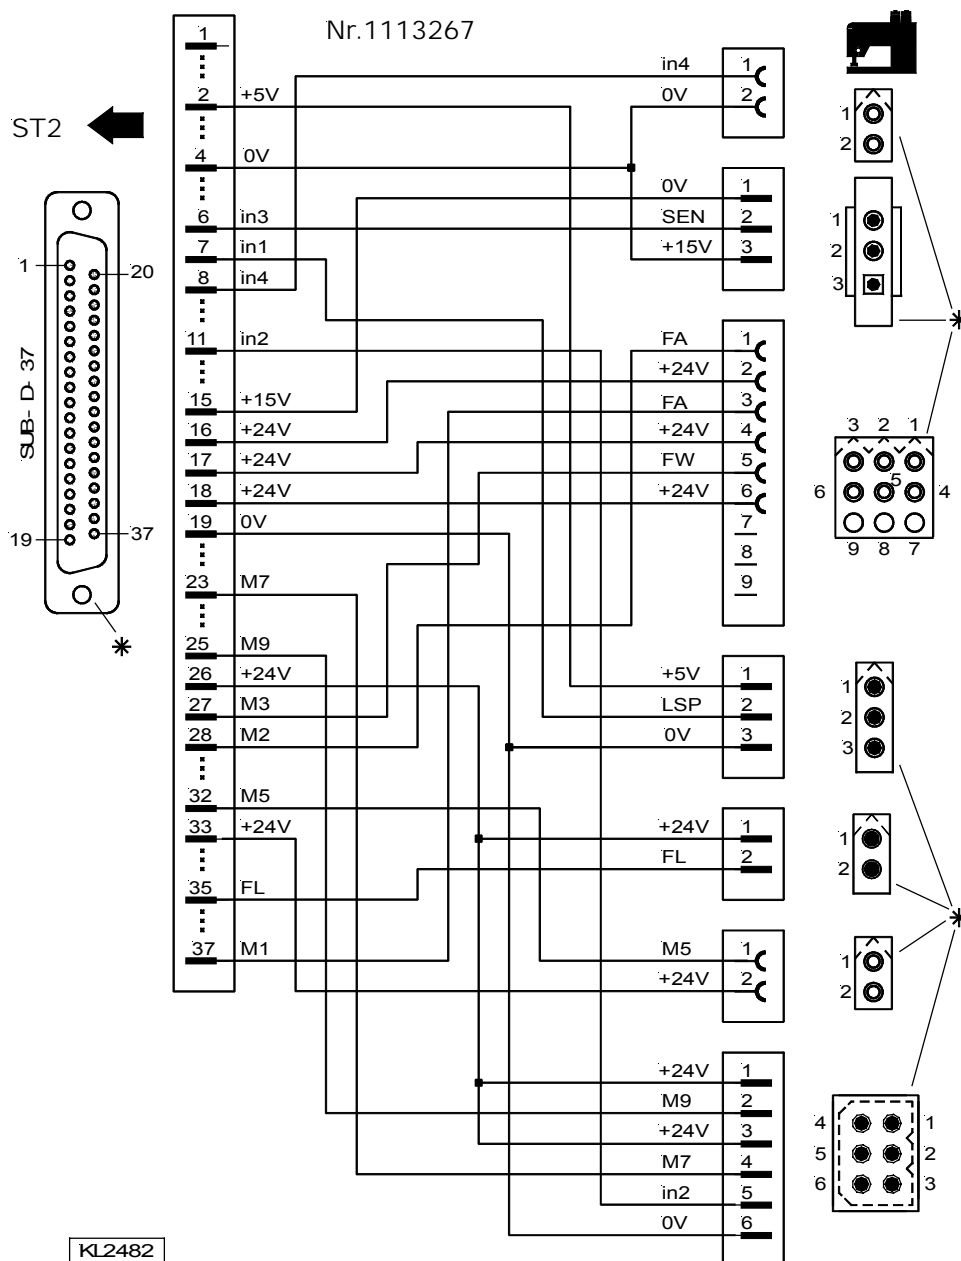 Nr.1113267
ST2
SUB-D-37
1
20
19
37
1
2 +5V
4 0V
6 in3
7 in1
8 in4
11 in2
15 +15V
16 +24V
17 +24V
18 +24V
19 0V
23 M7
25 M9
26 +24V
27 M3
28 M2
32 M5
33 +24V
35 FL
37 M1
in4 1
0V 2
0V 1
SEN 2
+15V 3
FA 1
+24V 2
FA 3
+24V 4
FW 5
+24V 6
7
8
9
+5V 1
LSP 2
0V 3
+24V 1
FL 2
M5 1
+24V 2
+24V 1
M9 2
+24V 3
M7 4
in2 5
0V 6
1
2
1
2
3
3 2 1
6 5 4
9 8 7
1
2
3
1
2
1
2
4 1
5 2
6 3
KL2482